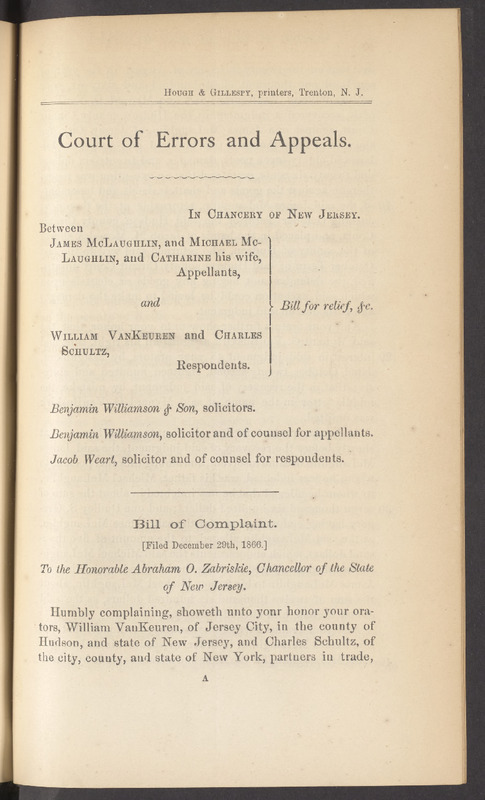 HOUGH & GILLESPY, printers, Trenton, N. J.
Court of Errors and Appeals.
IN CHANCERY OF NEW JERSEY.
Between
JAMES MCLAUGHLIN, and MICHAEL MC-
LAUGHLIN, and CATHARINE his wife,
Appellants,
and
Bill for relief, &c.
WILLIAM VANKEUREN and CHARLES
SCHULTZ,
Respondents.
Benjamin Williamson & Son, solicitors.
Benjamin Williamson, solicitor and of counsel for appellants.
Jacob Weart, solicitor and of counsel for respondents.
Bill of Complaint.
[Filed December 29th, 1866.]
To the Honorable Abraham O. Zabriskie, Chancellor of the State
of New Jersey.
Humbly complaining, showeth unto your honor your ora-
tors, William VanKeuren, of Jersey City, in the county of
Hudson, and state of New Jersey, and Charles Schultz, of
the city, county, and state of New York, partners in trade,
A